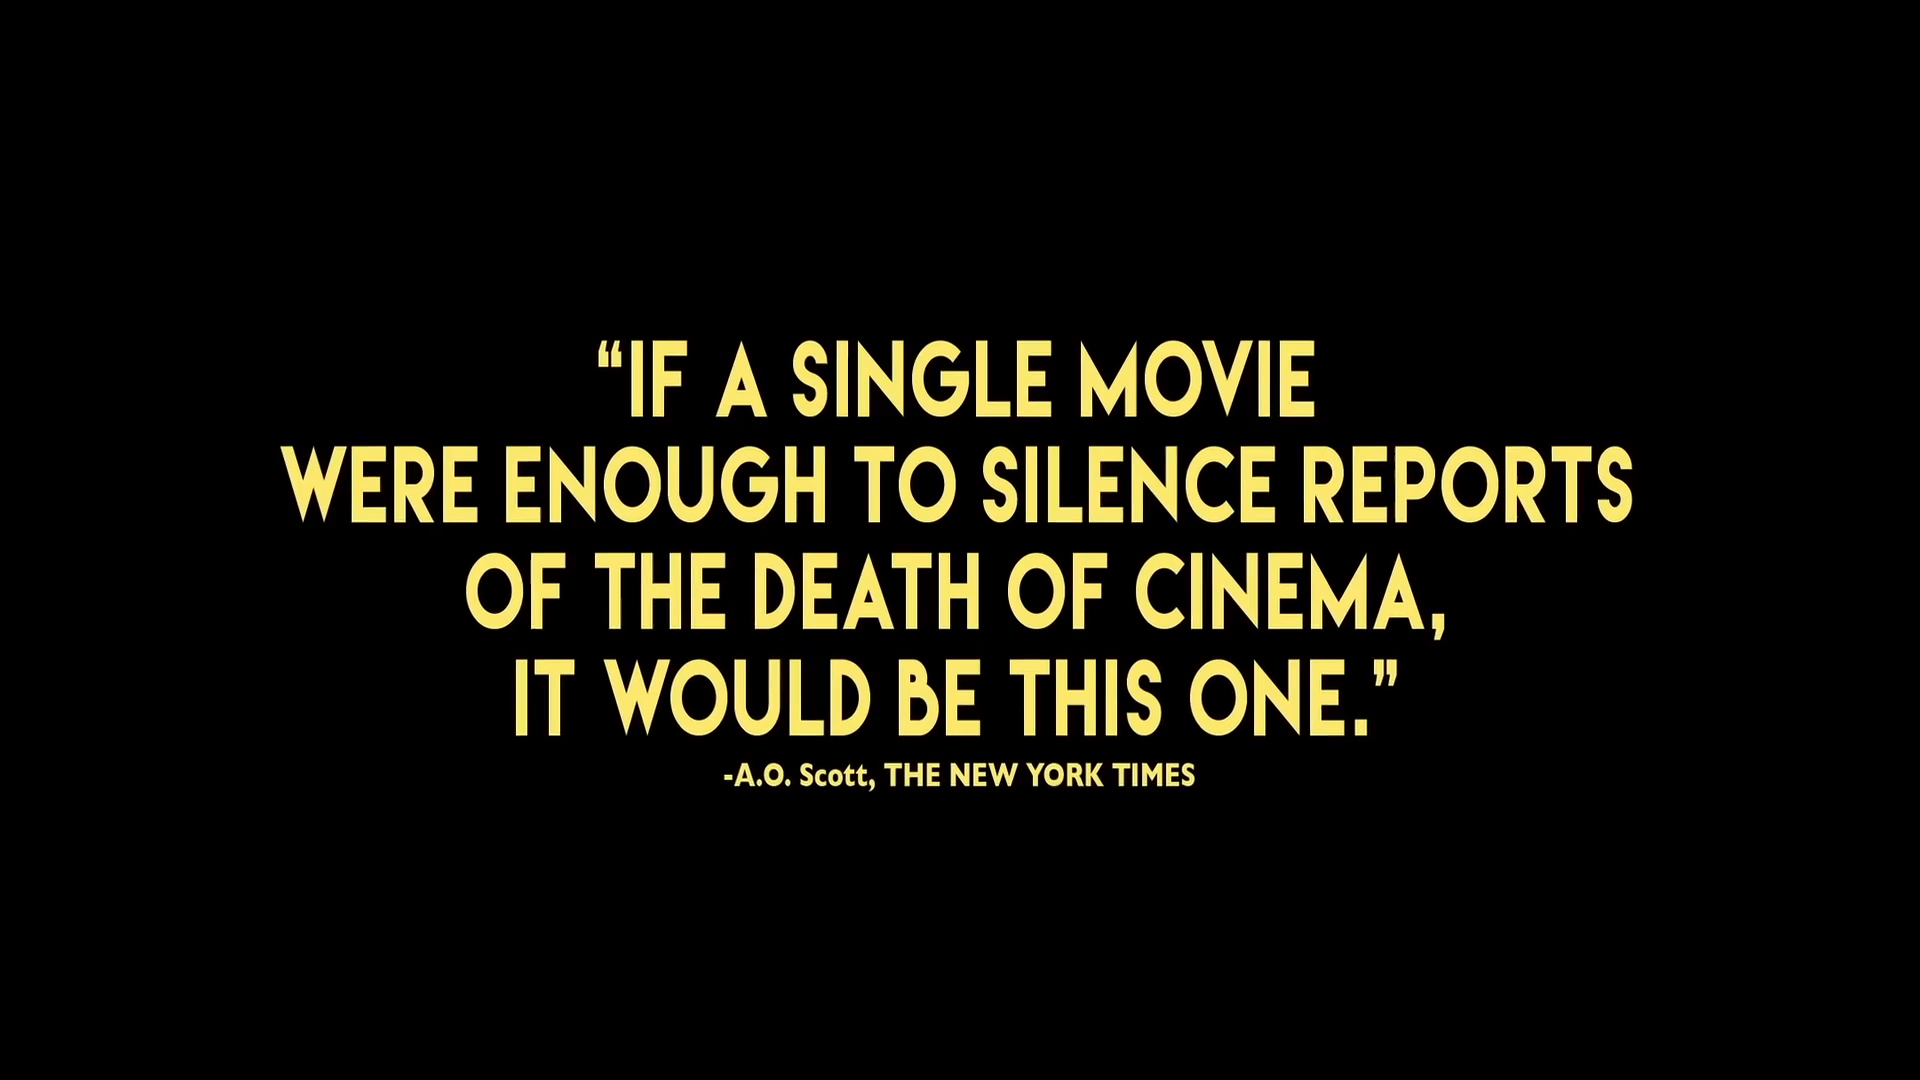 “IF A SINGLE MOVIE
WERE ENOUGH TO SILENCE REPORTS
OF THE DEATH OF CINEMA,
IT WOULD BE THIS ONE.”
-A.O. Scott, THE NEW YORK TIMES